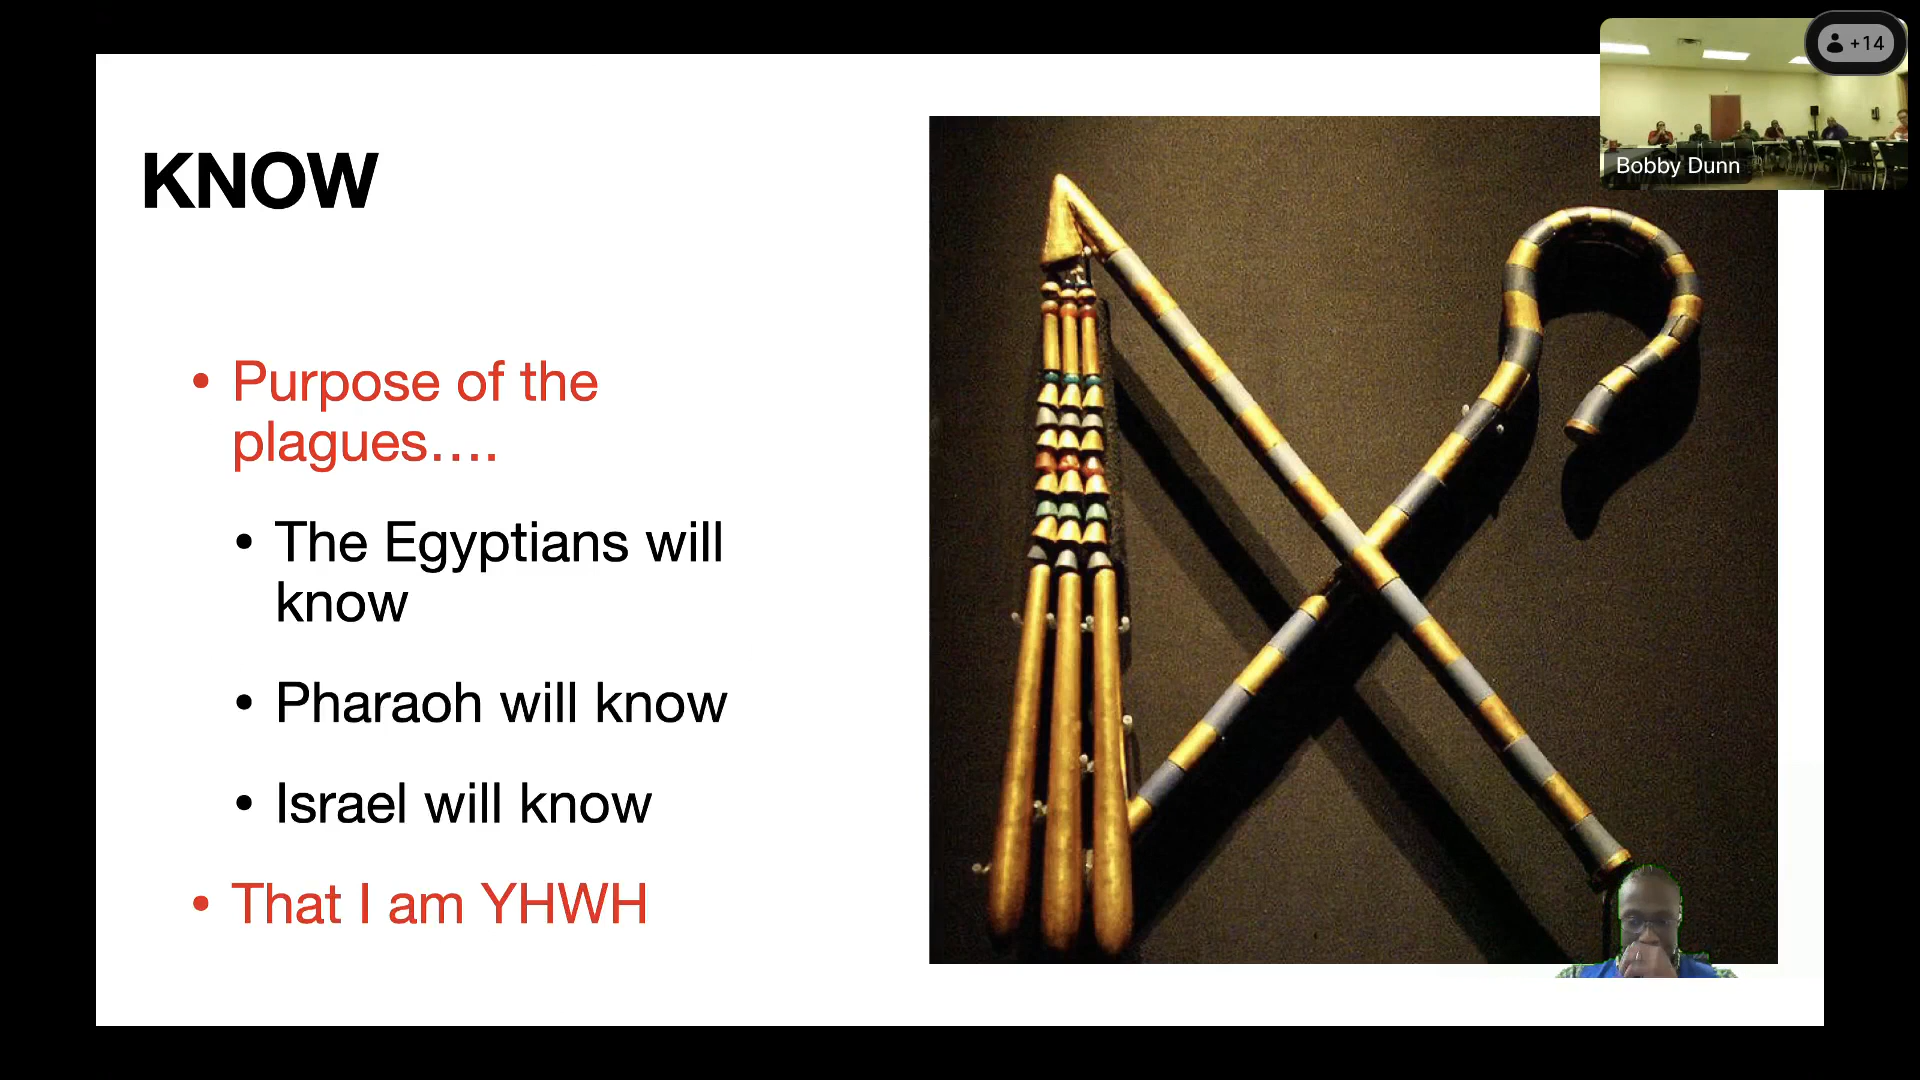 +14
Bobby Dunn
KNOW
• Purpose of the
plagues....
• The Egyptians will
know
• Pharaoh will know
• Israel will know
• That I am YHWH